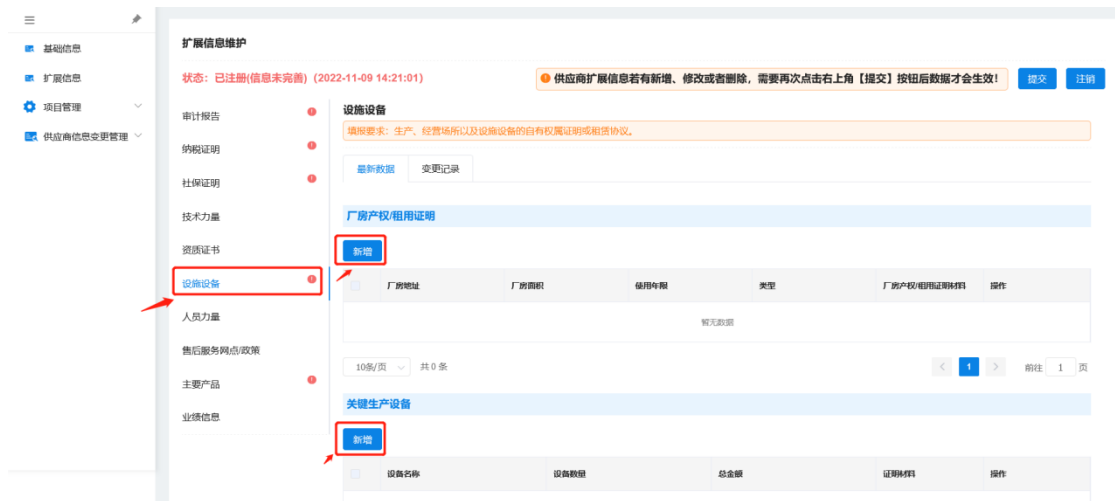 基础信息
扩展信息
项目管理
供应商信息变更管理
扩展信息维护
状态：已注册(信息未完善)（2022-11-09 14:21:01）
供应商扩展信息若有新增、修改或者删除，需要再次点击右上角【提交】按钮后数据才会生效！
提交
注销
审计报告
纳税证明
社保证明
技术力量
资质证书
设施设备
人员力量
售后服务网点/政策
主要产品
业绩信息
设施设备
填报要求：生产、经营场所以及设施设备的自有权属证明或租赁协议。
最新数据 变更记录
厂房产权/租用证明
新增
厂房地址 厂房面积 使用年限 类型 厂房产权/租用证明材料 操作
暂无数据
10条/页 共 0 条 1 前往 1 页
关键生产设备
新增
设备名称 设备数量 总金额 证明材料 操作